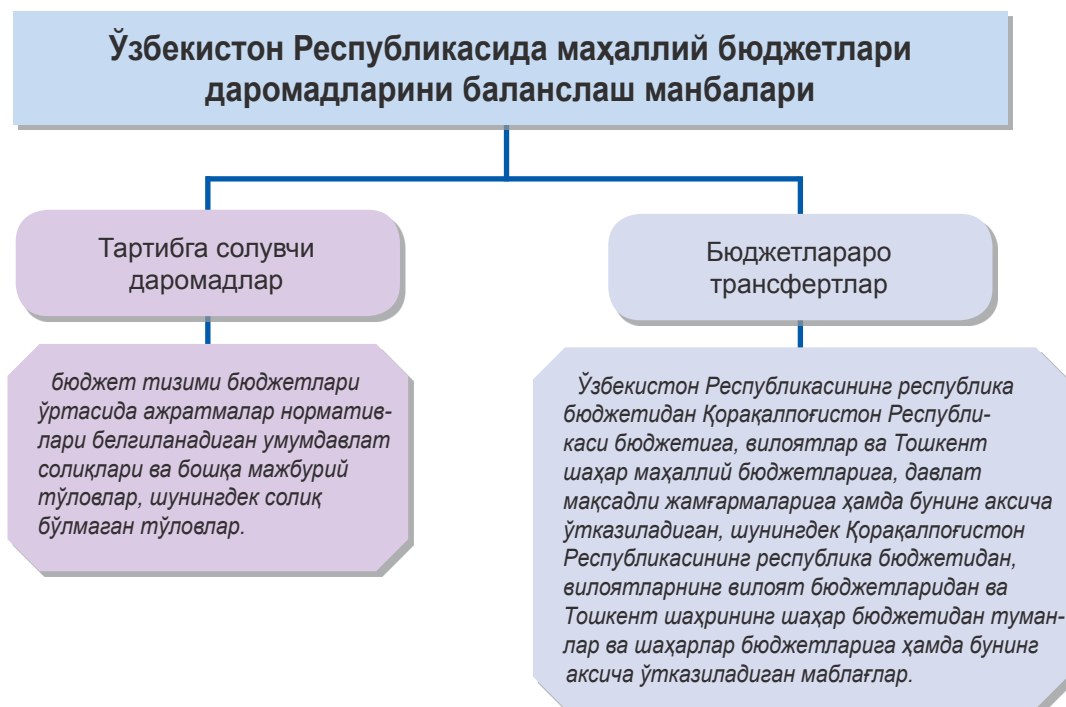 Ўзбекистон Республикасида маҳаллий бюджетлари
даромадларини баланслаш манбалари
Тартибга солувчи
даромадлар
бюджет тизими бюджетлари
ўртасида ажратмалар норматив-
лари белгиланадиган умумдавлат
солиқлари ва бошқа мажбурий
тўловлар, шунингдек солиқ
бўлмаган тўловлар.
Бюджетлараро
трансфертлар
Ўзбекистон Республикасининг республика
бюджетидан Қорақалпоғистон Республи-
каси бюджетига, вилоятлар ва Тошкент
шаҳар маҳаллий бюджетларига, давлат
мақсадли жамғармаларига ҳамда бунинг аксича
ўтказиладиган, шунингдек Қорақалпоғистон
Республикасининг республика бюджетидан,
вилоятларнинг вилоят бюджетларидан ва
Тошкент шаҳрининг шаҳар бюджетидан туман-
лар ва шаҳарлар бюджетларига ҳамда бунинг
аксича ўтказиладиган маблағлар.